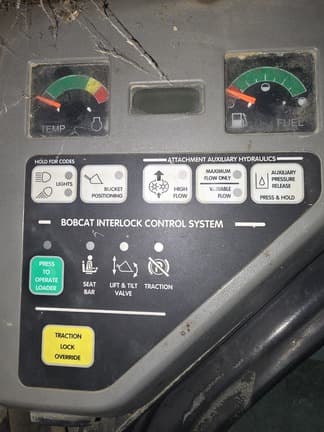 TEMP
FUEL
HOLD FOR CODES
ATTACHMENT AUXILIARY HYDRAULICS
LIGHTS
BUCKET
POSITIONING
HIGH
FLOW
MAXIMUM
FLOW ONLY
VARIABLE
FLOW
AUXILIARY
PRESSURE
RELEASE
PRESS & HOLD
BOBCAT INTERLOCK CONTROL SYSTEM
PRESS
TO
OPERATE
LOADER
SEAT
BAR
LIFT & TILT
VALVE
TRACTION
TRACTION
LOCK
OVERRIDE